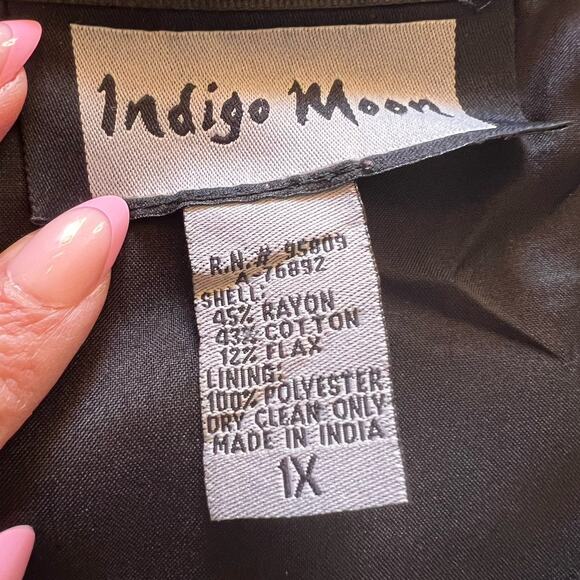 Indigo Moon
R.N.# 95809
A-76892
SHELL:
45% RAYON
43% COTTON
12% FLAX
LINING:
100% POLYESTER
DRY CLEAN ONLY
MADE IN INDIA
1X